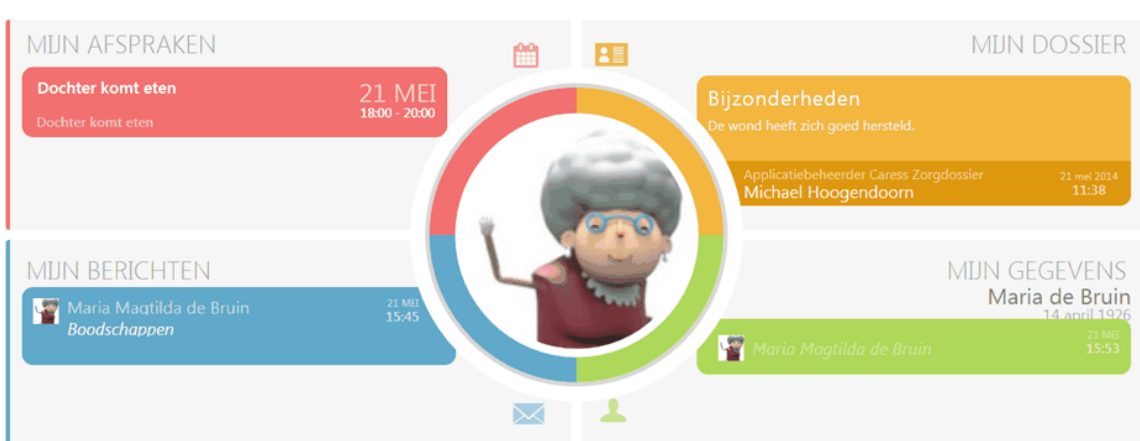 MIJN AFSPRAKEN
Dochter komt eten
21 MEI
18:00 - 20:00
Dochter komt eten
MIJN DOSSIER
Bijzonderheden
De wond heeft zich goed hersteld.
Applicatiebeheerder Caress Zorgdossier
21 mei 2014
Michael Hoogendoorn
11:38
MIJN BERICHTEN
Maria Magtilda de Bruin
21 MEI
15:45
Boodschappen
MIJN GEGEVENS
Maria de Bruin
14 april 1926
21 MEI
Maria Magtilda de Bruin
15:53